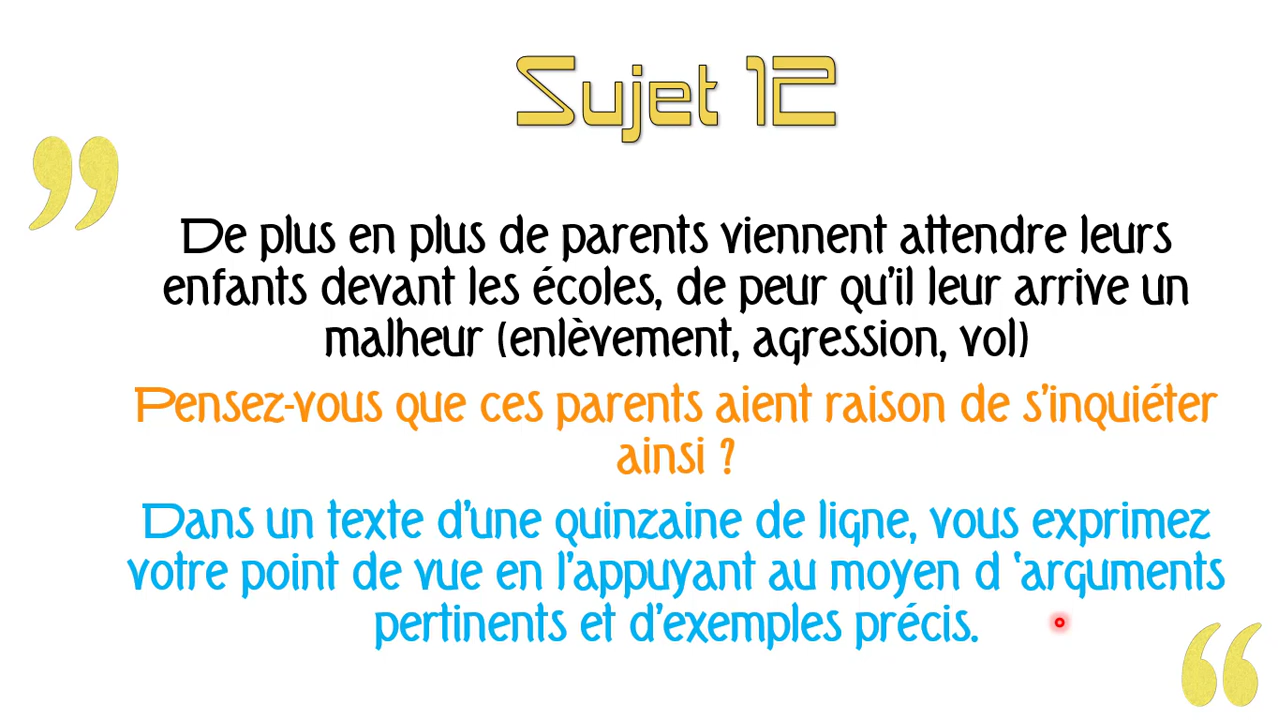 Sujet 12
De plus en plus de parents viennent attendre leurs
enfants devant les écoles, de peur qu'il leur arrive un
malheur (enlèvement, agression, vol)
Pensez-vous que ces parents aient raison de s'inquiéter
ainsi ?
Dans un texte d'une quinzaine de ligne, vous exprimez
votre point de vue en l'appuyant au moyen d ‘arguments
pertinents et d'exemples précis.